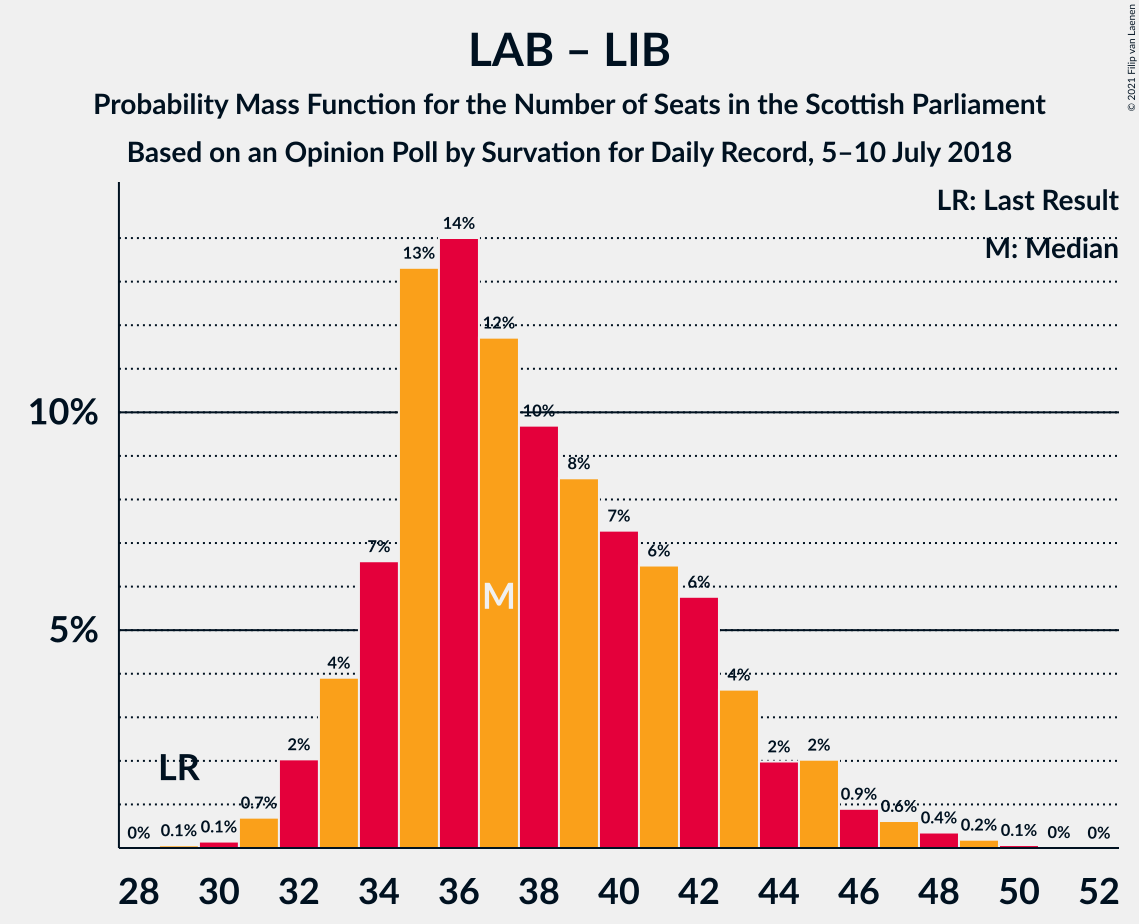 LAB – LIB
Probability Mass Function for the Number of Seats in the Scottish Parliament
Based on an Opinion Poll by Survation for Daily Record, 5–10 July 2018
© 2021 Filip van Laenen
LR: Last Result
M: Median
14%
13%
12%
10%
10%
8%
7%
7%
6%
6%
M
5%
4%
4%
LR
2%
2%
2%
0% 0.1% 0.1% 0.7% 0.9% 0.6% 0.4% 0.2% 0.1% 0% 0%
28 30 32 34 36 38 40 42 44 46 48 50 52